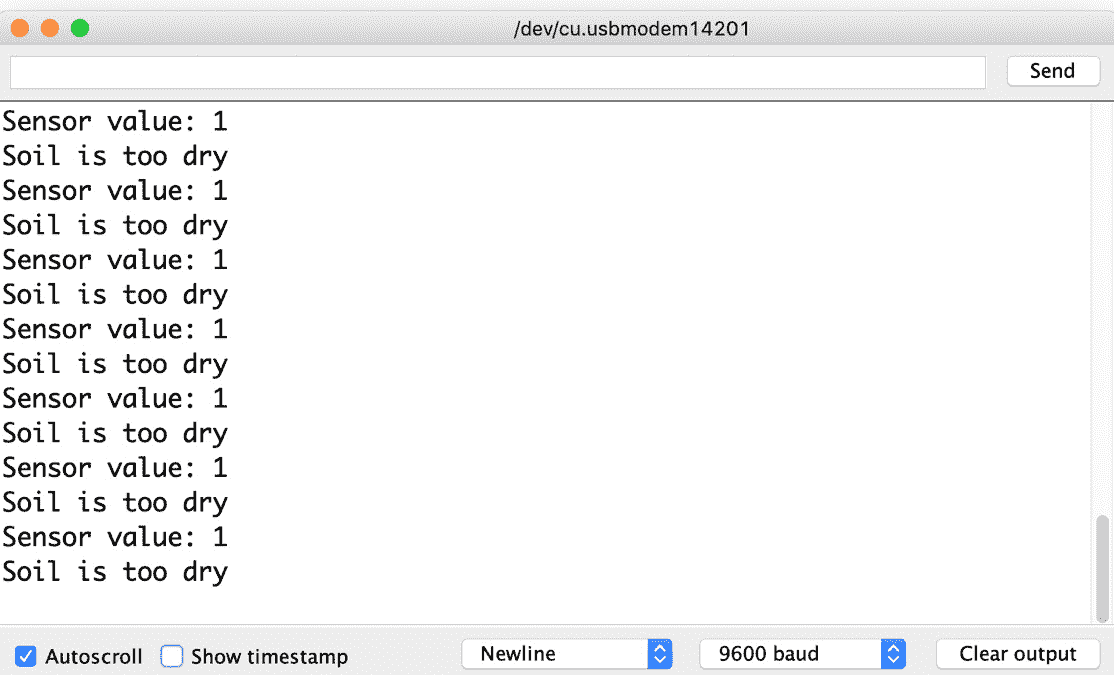 /dev/cu.usbmodem14201
Send
Sensor value: 1
Soil is too dry
Sensor value: 1
Soil is too dry
Sensor value: 1
Soil is too dry
Sensor value: 1
Soil is too dry
Sensor value: 1
Soil is too dry
Sensor value: 1
Soil is too dry
Sensor value: 1
Soil is too dry
Autoscroll Show timestamp Newline 9600 baud Clear output